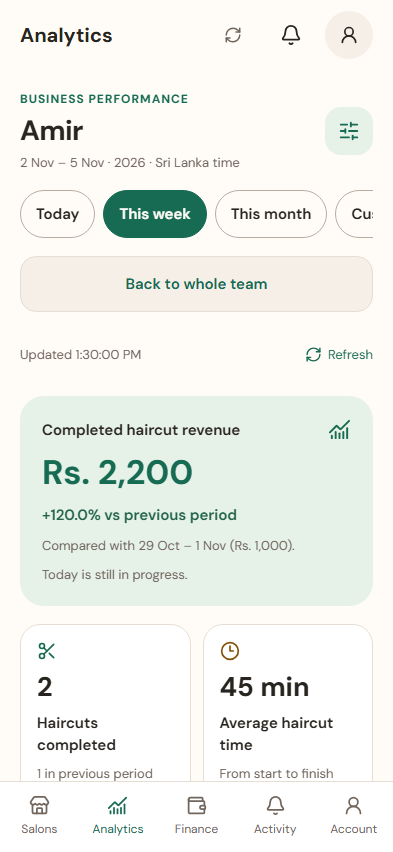 Analytics
BUSINESS PERFORMANCE
Amir
2 Nov – 5 Nov · 2026 · Sri Lanka time
Today
This week
This month
Cus
Back to whole team
Updated 1:30:00 PM
Refresh
Completed haircut revenue
Rs. 2,200
+120.0% vs previous period
Compared with 29 Oct – 1 Nov (Rs. 1,000).
Today is still in progress.
2
Haircuts
completed
1 in previous period
45 min
Average haircut
time
From start to finish
Salons
Analytics
Finance
Activity
Account